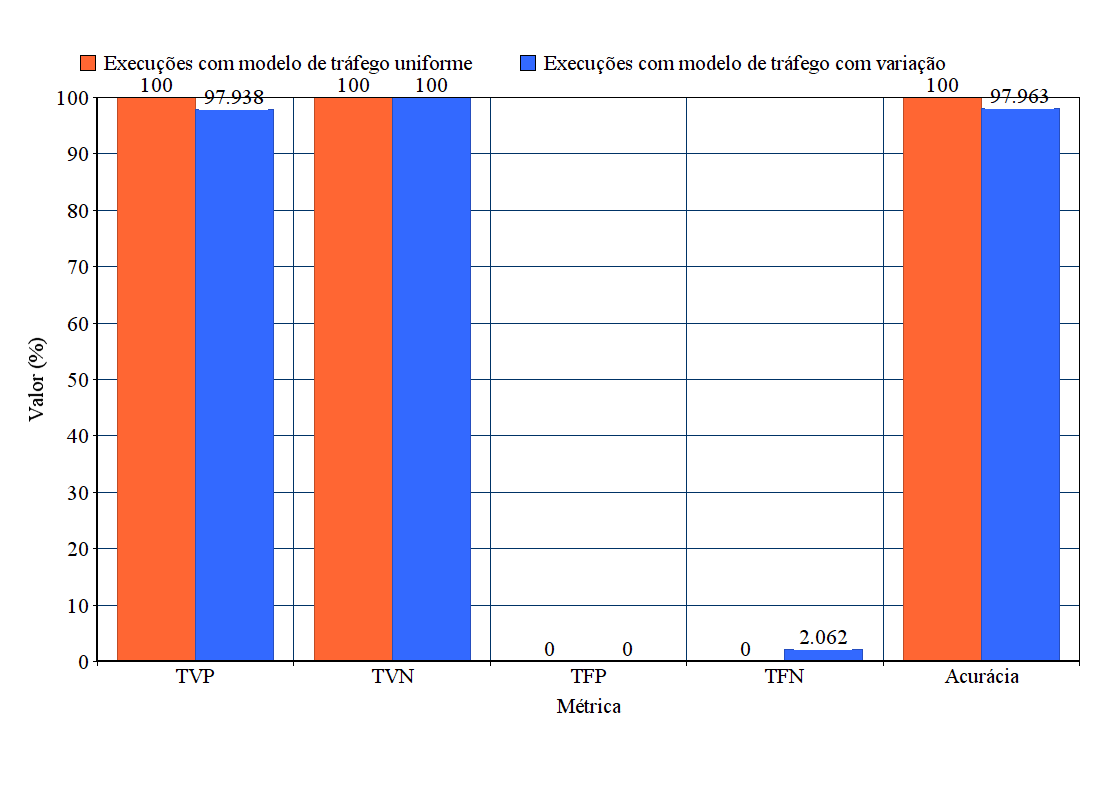 Execuções com modelo de tráfego uniforme
Execuções com modelo de tráfego com variação
100
97.938
100
100
100
97.963
100
90
80
70
60
50
40
30
20
10
0
Valor (%)
0
0
0
2.062
TVP
TVN
TFP
TFN
Acurácia
Métrica